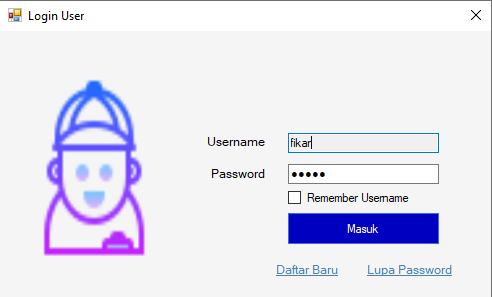 Login User
Username
fikar
Password
●●●●●
Remember Username
Masuk
Daftar Baru
Lupa Password